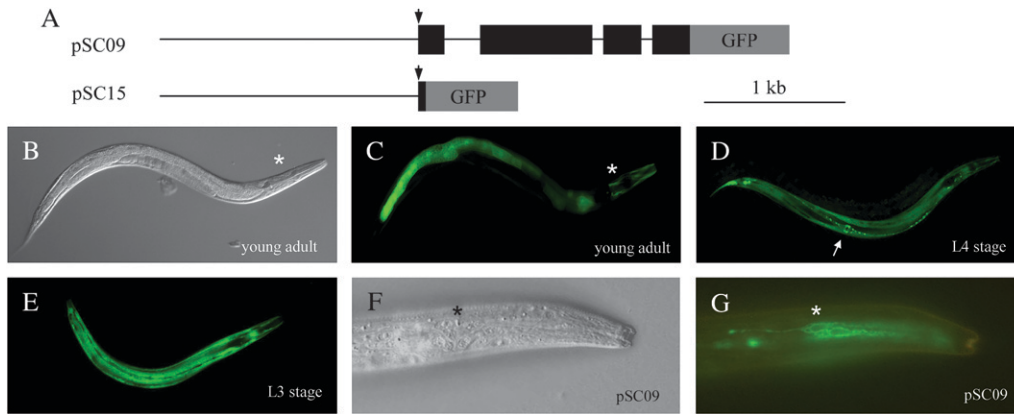 A
pSC09
GFP
pSC15
GFP
1 kb
B
*
young adult
C
*
young adult
D
L4 stage
E
L3 stage
F
*
pSC09
G
*
pSC09